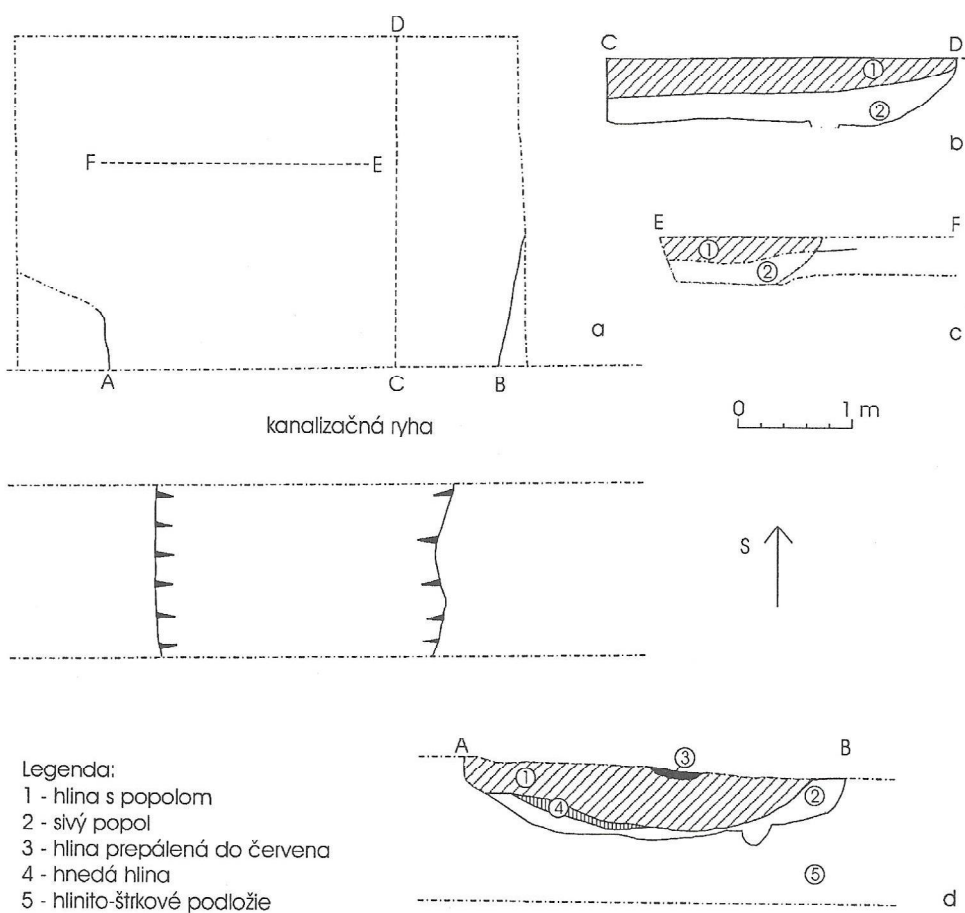 D
F E
A C B
a
kanalizačná ryha
C D
1
2
b
E F
1
2
c
0 1 m
S
A B
3
1
2
4
5
d
Legenda:
1 - hlina s popolom
2 - sivý popol
3 - hlina prepálená do červena
4 - hnedá hlina
5 - hlinito-štrkové podložie